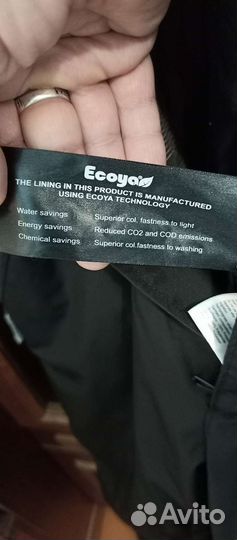 Ecoya
THE LINING IN THIS PRODUCT IS MANUFACTURED
USING ECOYA TECHNOLOGY
Water savings Superior col. fastness to light
Energy savings Reduced CO2 and COD emissions
Chemical savings Superior col.fastness to washing
Avito